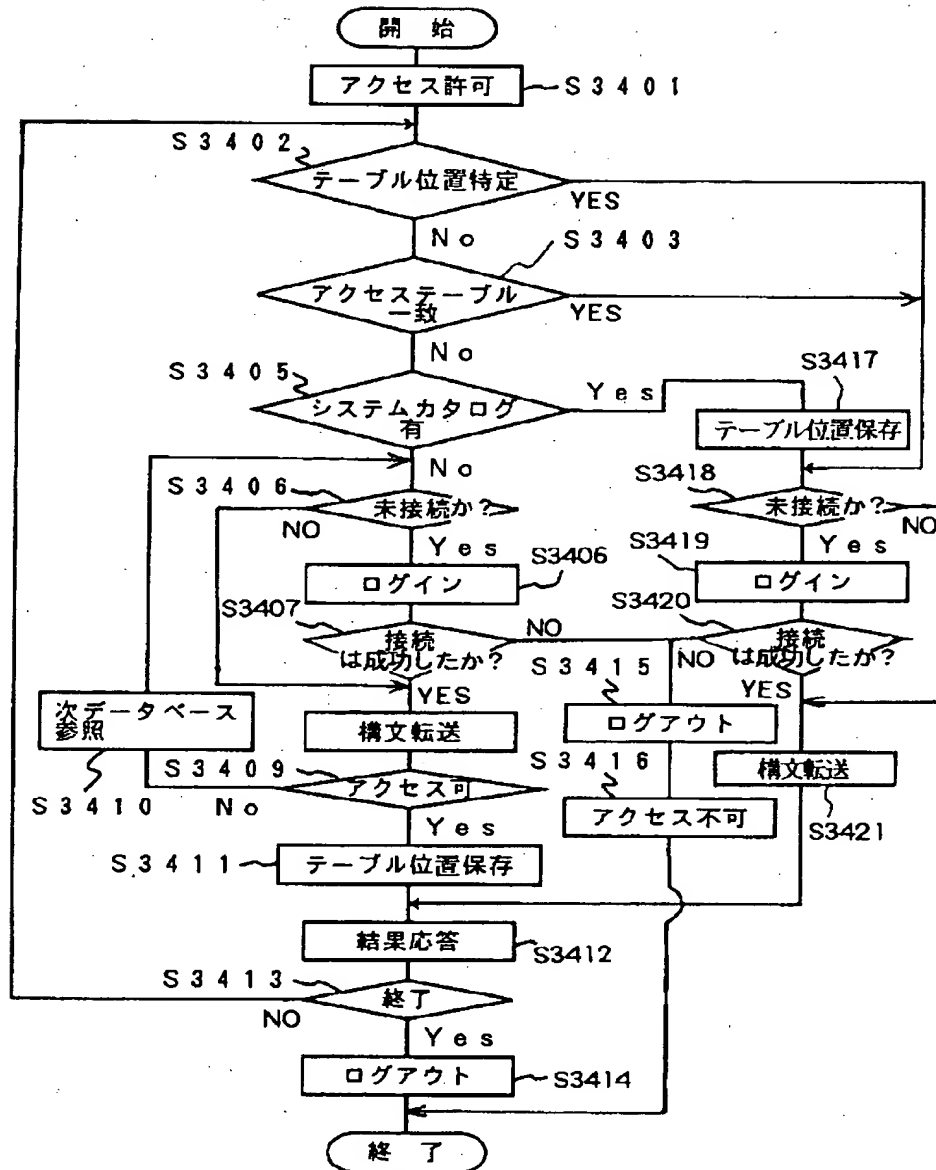 開 始
アクセス許可
S3401
S3402
テーブル位置特定
YES
No
S3403
アクセステーブル
一致
YES
No
S3405
システムカタログ
有
Yes
S3417
テーブル位置保存
No
S3406
未接続か?
NO
S3418
未接続か?
NO
Yes
S3406
ログイン
Yes
S3419
ログイン
S3407
接続
は成功したか?
NO
S3420
接続
は成功したか?
NO
YES
S3415
ログアウト
YES
次データベース
参照
構文転送
S3416
構文転送
S3409
アクセス可
S3410
No
アクセス不可
S3421
Yes
S3411
テーブル位置保存
結果応答
S3412
S3413
終了
NO
Yes
ログアウト
S3414
終 了